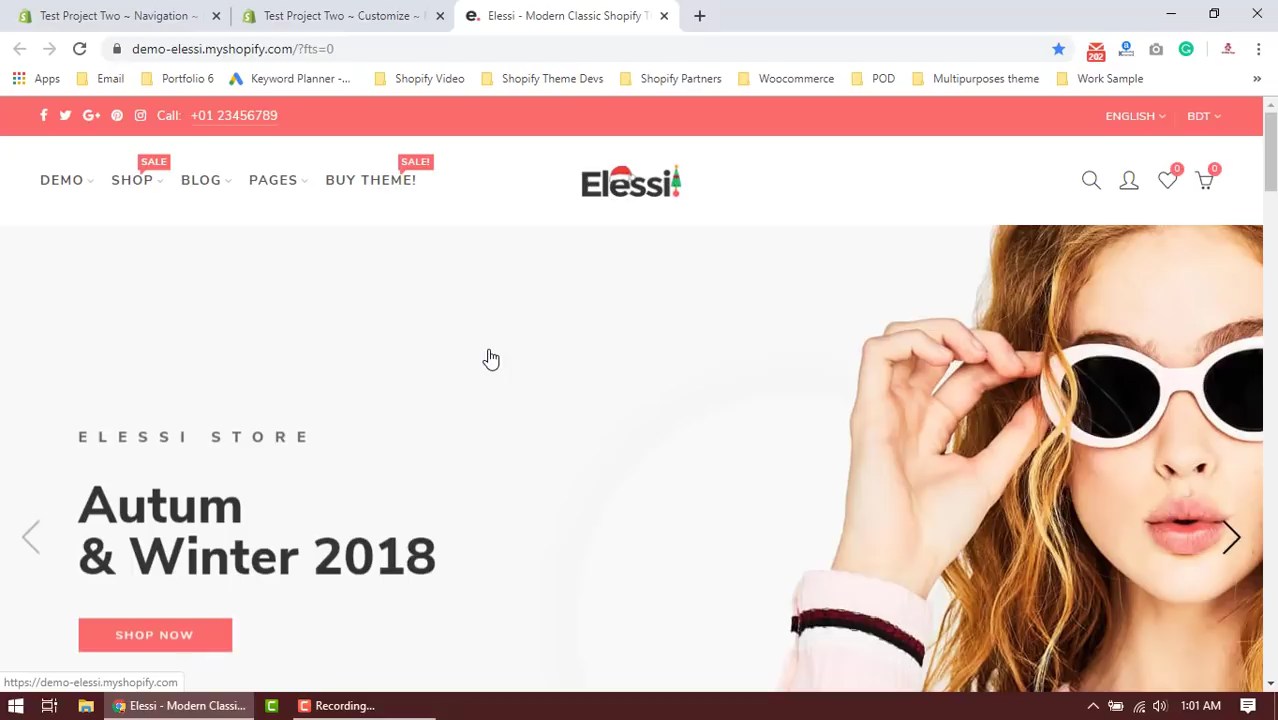 Test Project Two ~ Navigation ~
Test Project Two ~ Customize ~
Elessi - Modern Classic Shopify T
demo-elessi.myshopify.com/?fts=0
202
Apps
Email
Portfolio 6
Keyword Planner -...
Shopify Video
Shopify Theme Devs
Shopify Partners
Woocommerce
POD
Multipurposes theme
Work Sample
Call: +01 23456789
ENGLISH
BDT
SALE
SALE!
DEMO
SHOP
BLOG
PAGES
BUY THEME!
Elessi
0
0
ELESSI STORE
Autum
& Winter 2018
SHOP NOW
https://demo-elessi.myshopify.com
Elessi - Modern Classi...
Recording...
1:01 AM